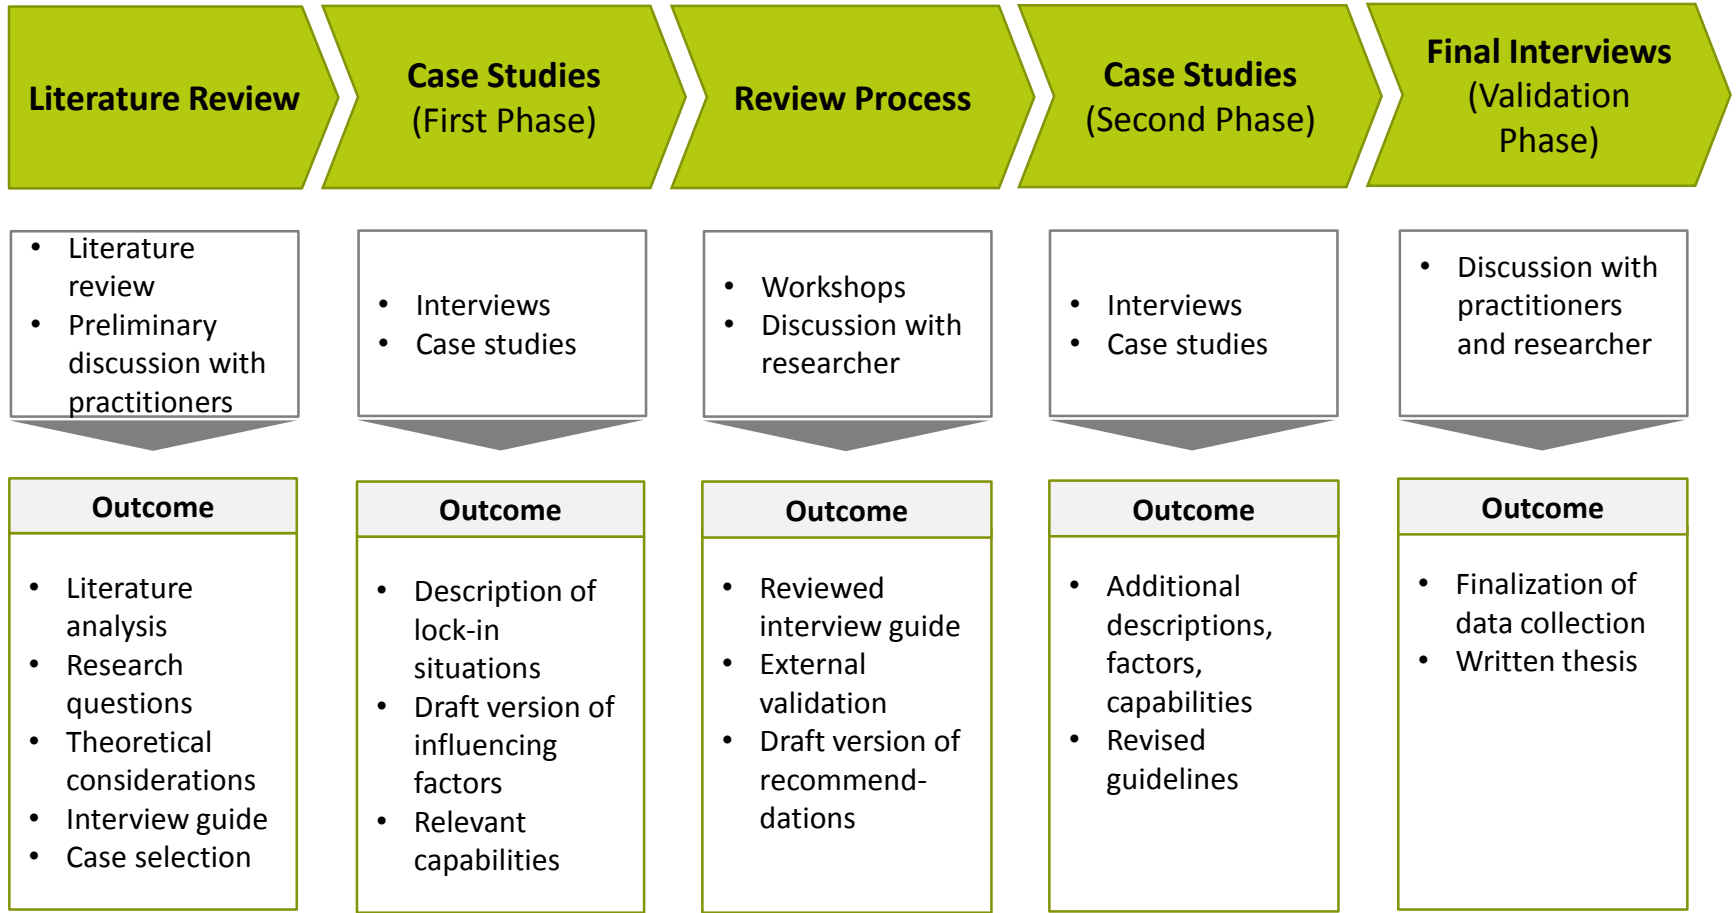 Literature Review
Case Studies
(First Phase)
Review Process
Case Studies
(Second Phase)
Final Interviews
(Validation
Phase)
• Literature
review
• Preliminary
discussion with
practitioners
• Interviews
• Case studies
• Workshops
• Discussion with
researcher
• Interviews
• Case studies
• Discussion with
practitioners
and researcher
Outcome
• Literature
analysis
• Research
questions
• Theoretical
considerations
• Interview guide
• Case selection
Outcome
• Description of
lock-in
situations
• Draft version of
influencing
factors
• Relevant
capabilities
Outcome
• Reviewed
interview guide
• External
validation
• Draft version of
recommend-
dations
Outcome
• Additional
descriptions,
factors,
capabilities
• Revised
guidelines
Outcome
• Finalization of
data collection
• Written thesis